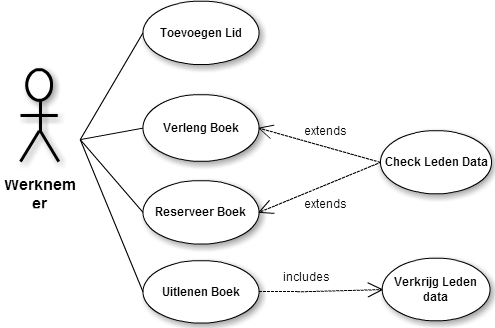 Toevoegen Lid
Verleng Boek
extends
Check Leden Data
Werknem
er
Reserveer Boek
extends
Uitlenen Boek
includes
Verkrijg Leden
data